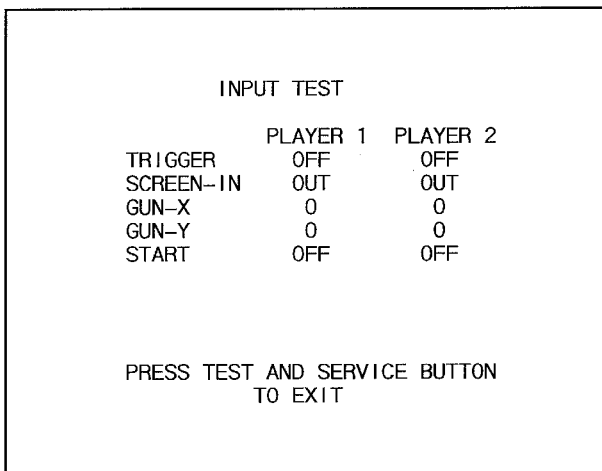 INPUT TEST
PLAYER 1 PLAYER 2
TRIGGER OFF OFF
SCREEN-IN OUT OUT
GUN-X 0 0
GUN-Y 0 0
START OFF OFF
PRESS TEST AND SERVICE BUTTON
TO EXIT